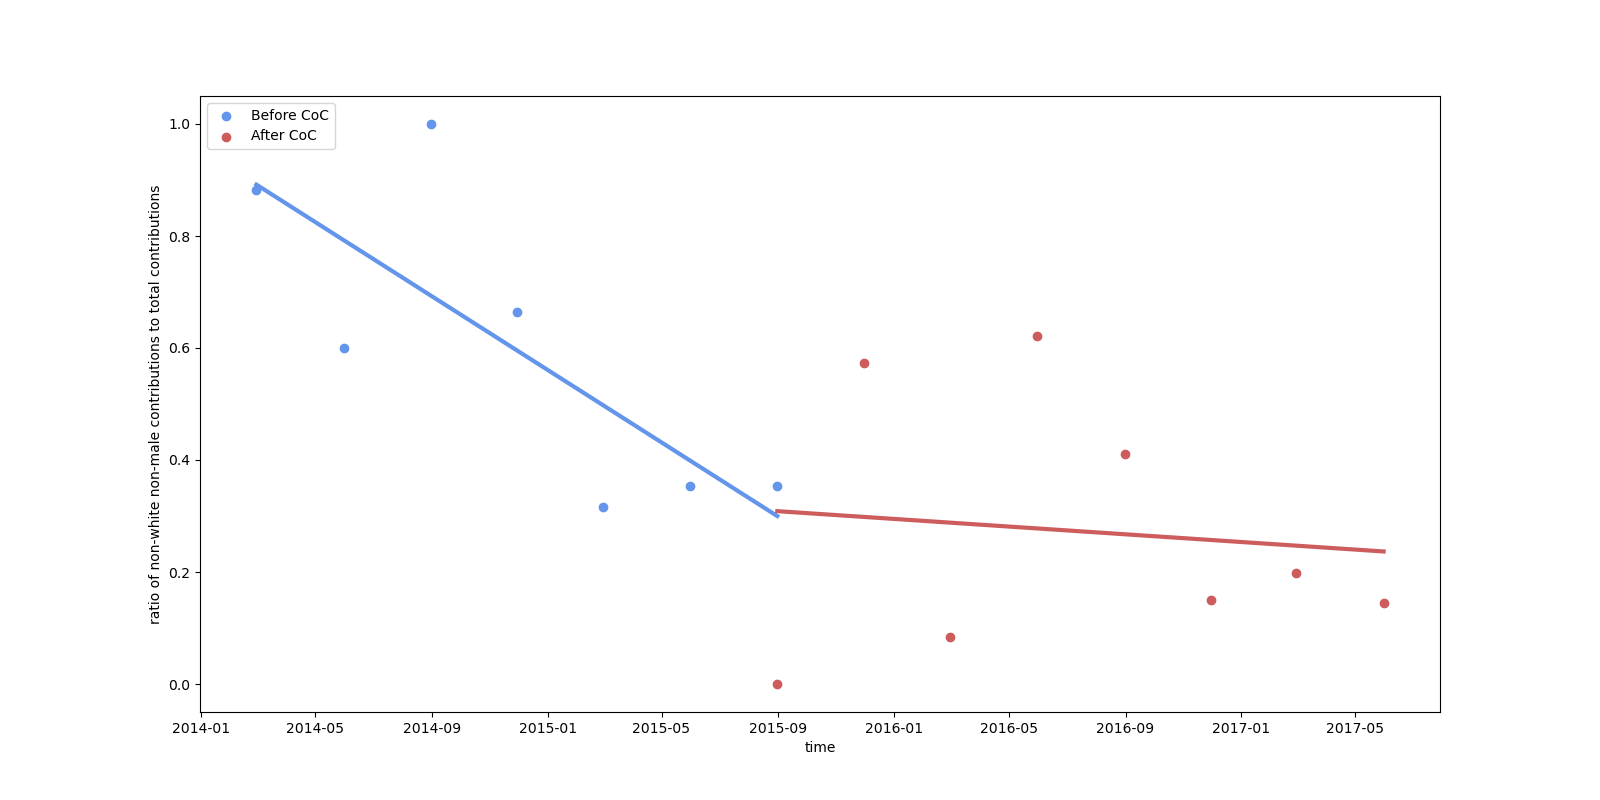 Before CoC
After CoC
1.0
0.8
0.6
0.4
0.2
0.0
ratio of non-white non-male contributions to total contributions
2014-01 2014-05 2014-09 2015-01 2015-05 2015-09 2016-01 2016-05 2016-09 2017-01 2017-05
time